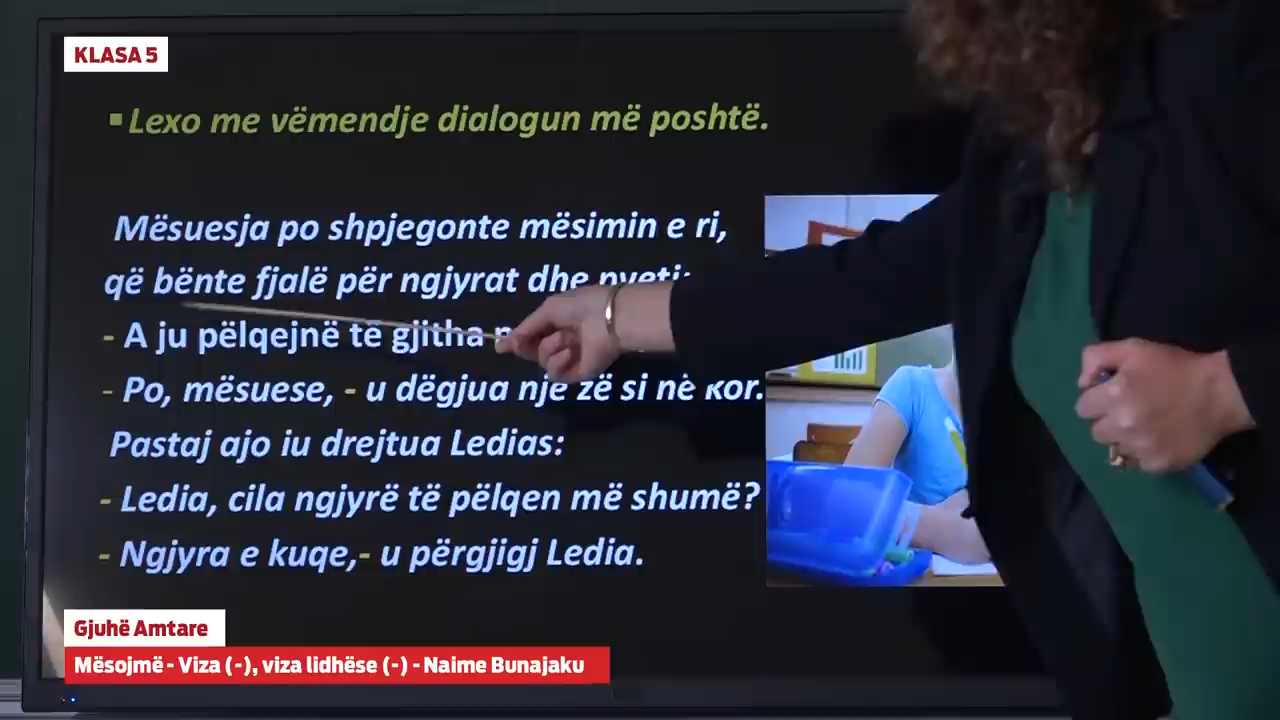 KLASA 5
Lexo me vëmendje dialogun më poshtë.
Mësuesja po shpjegonte mësimin e ri,
që bënte fjalë për ngjyrat dhe
- A ju pëlqejnë të gjitha
- Po, mësuese, - u dëgjua një zë si në kor.
Pastaj ajo iu drejtua Ledias:
- Ledia, cila ngjyrë të pëlqen më shumë?
- Ngjyra e kuqe,- u përgjigj Ledia.
Gjuhë Amtare
Mësojmë - Viza (-), viza lidhëse (-) - Naime Bunajaku